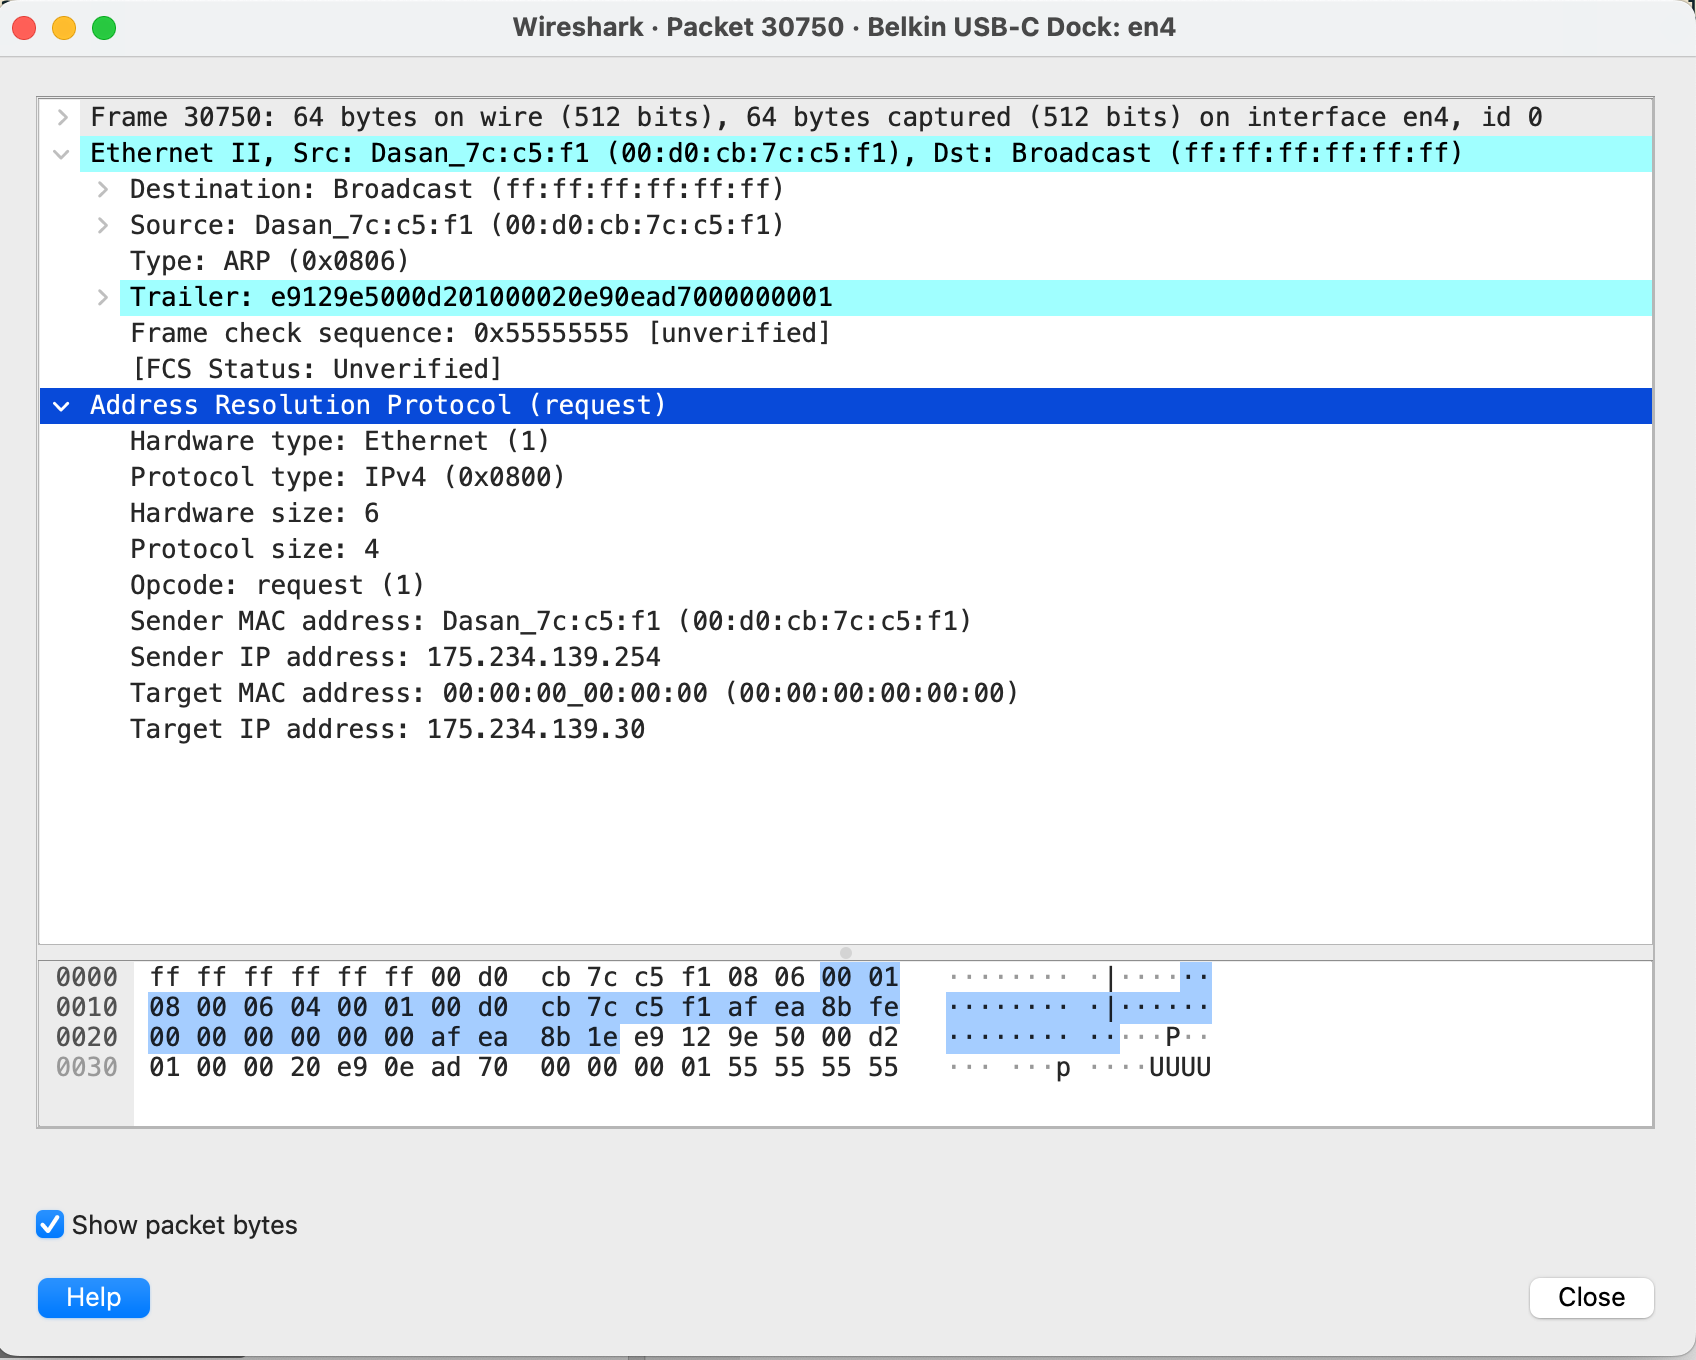 Wireshark · Packet 30750 · Belkin USB-C Dock: en4
Frame 30750: 64 bytes on wire (512 bits), 64 bytes captured (512 bits) on interface en4, id 0
Ethernet II, Src: Dasan_7c:c5:f1 (00:d0:cb:7c:c5:f1), Dst: Broadcast (ff:ff:ff:ff:ff:ff)
Destination: Broadcast (ff:ff:ff:ff:ff:ff)
Source: Dasan_7c:c5:f1 (00:d0:cb:7c:c5:f1)
Type: ARP (0x0806)
Trailer: e9129e5000d201000020e90ead7000000001
Frame check sequence: 0x55555555 [unverified]
[FCS Status: Unverified]
Address Resolution Protocol (request)
Hardware type: Ethernet (1)
Protocol type: IPv4 (0x0800)
Hardware size: 6
Protocol size: 4
Opcode: request (1)
Sender MAC address: Dasan_7c:c5:f1 (00:d0:cb:7c:c5:f1)
Sender IP address: 175.234.139.254
Target MAC address: 00:00:00_00:00:00 (00:00:00:00:00:00)
Target IP address: 175.234.139.30
0000 ff ff ff ff ff ff 00 d0 cb 7c c5 f1 08 06 00 01 ········ ·|······
0010 08 00 06 04 00 01 00 d0 cb 7c c5 f1 af ea 8b fe ········ ·|······
0020 00 00 00 00 00 00 af ea 8b 1e e9 12 9e 50 00 d2 ········ ·····P··
0030 01 00 00 20 e9 0e ad 70 00 00 00 01 55 55 55 55 ··· ···p ····UUUU
Show packet bytes
Help
Close